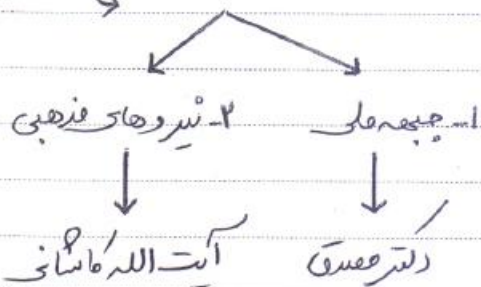 ۱- جبهه ملی ۲- نیروهای مذهبی
دکتر مصدق آیت الله کاشانی